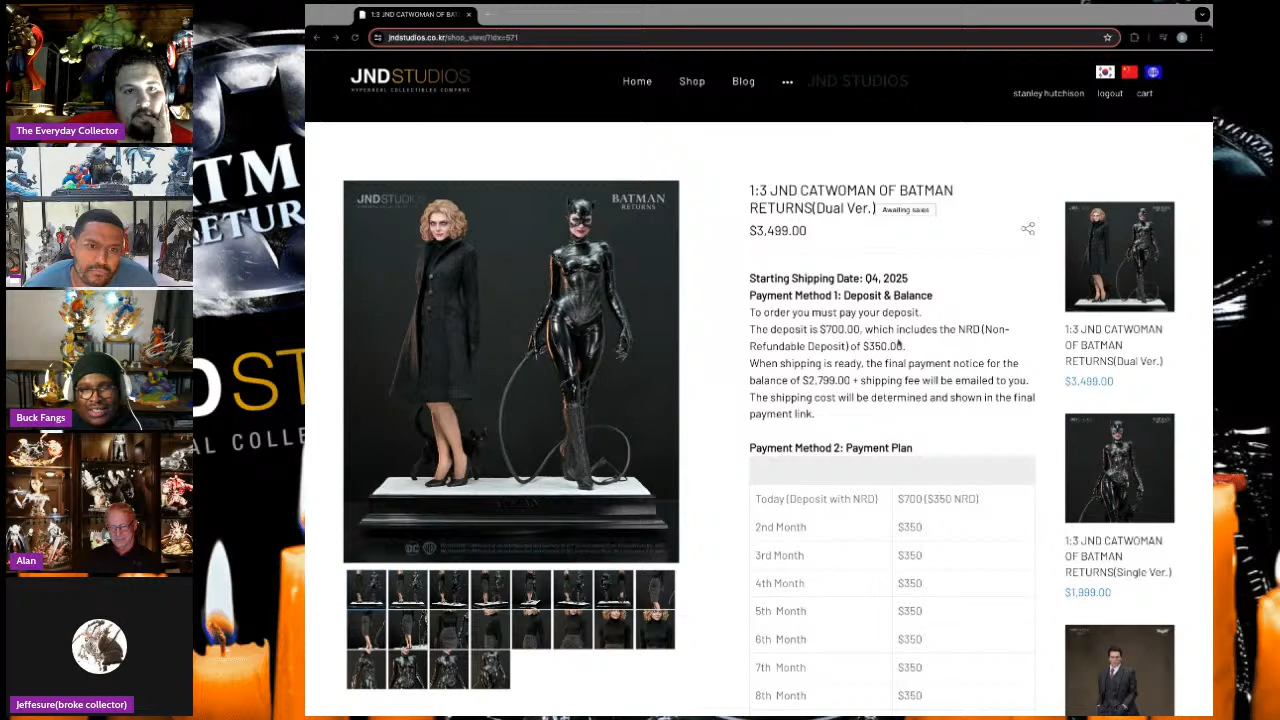 The Everyday Collector
Buck Fangs
Alan
Jeffesure(broke collector)
1:3 JND CATWOMAN OF BAT
jndstudios.co.kr/shop_view/?idx=571
JNDSTUDIOS
HYPERREAL COLLECTIBLES COMPANY
Home
Shop
Blog
•••
JND STUDIOS
stanley hutchison
logout
cart
JNDSTUDIOS
BATMAN
RETURNS
DC
1:3 JND CATWOMAN OF BATMAN
RETURNS(Dual Ver.) Awaiting sales
$3,499.00
Starting Shipping Date: Q4, 2025
Payment Method 1: Deposit & Balance
To order you must pay your deposit.
The deposit is $700.00, which includes the NRD (Non-
Refundable Deposit) of $350.00.
When shipping is ready, the final payment notice for the
balance of $2,799.00 + shipping fee will be emailed to you.
The shipping cost will be determined and shown in the final
payment link.
Payment Method 2: Payment Plan
Today (Deposit with NRD) $700 ($350 NRD)
2nd Month $350
3rd Month $350
4th Month $350
5th Month $350
6th Month $350
7th Month $350
8th Month $350
1:3 JND CATWOMAN
OF BATMAN
RETURNS(Dual Ver.)
$3,499.00
1:3 JND CATWOMAN
OF BATMAN
RETURNS(Single Ver.)
$1,999.00